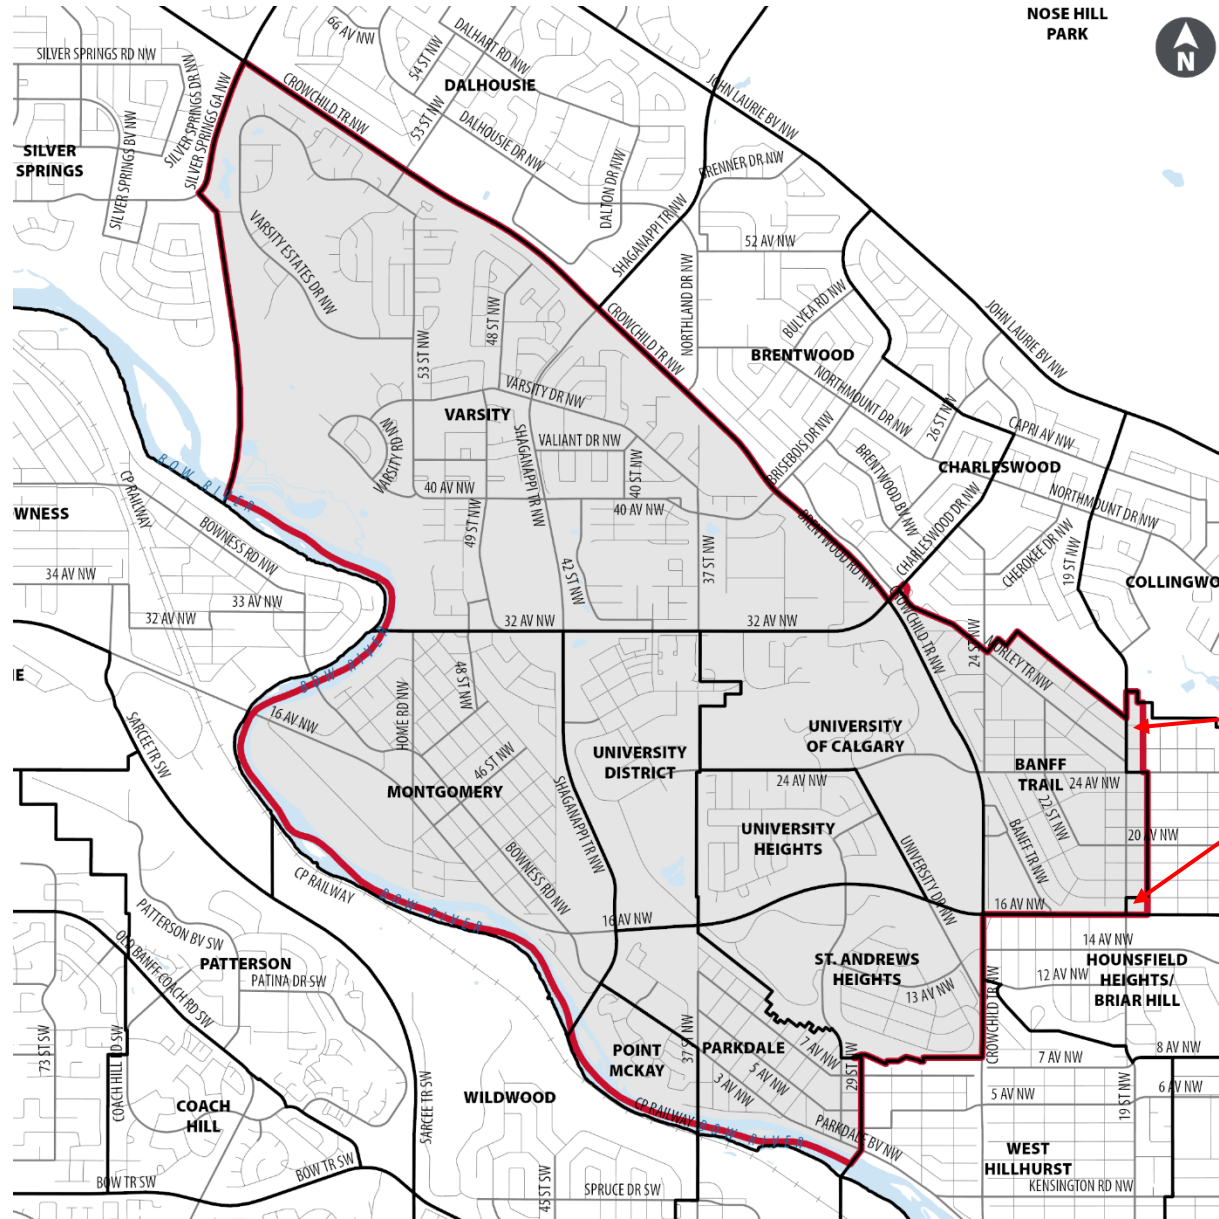 NOSE HILL
PARK
N
66 AV NW
DALHART RD NW
SILVER SPRINGS RD NW
54 ST NW
DALHOUSIE
CROWCHILD TR NW
JOHN LAURIE BV NW
SILVER SPRINGS DR NW
SILVER SPRINGS GA NW
53 ST NW
DALHOUSIE DR NW
SILVER SPRINGS BV NW
SILVER
SPRINGS
BRENNER DR NW
DALTON DR NW
SHAGANAPPI TR NW
52 AV NW
VARSITY ESTATES DR NW
NORTHLAND DR NW
BULYEA RD NW
48 ST NW
CROWCHILD TR NW
JOHN LAURIE BV NW
53 ST NW
BRENTWOOD
NORTHMOUNT DR NW
VARSITY DR NW
26 ST NW
VARSITY
CAPRI AV NW
VARSITY RD NW
SHAGANAPPI TR NW
VALIANT DR NW
BRISEBOIS DR NW
BRENTWOOD BV NW
CHARLESWOOD
BOW RIVER
CP RAILWAY
40 AV NW
40 ST NW
NORTHMOUNT DR NW
WNESS
BOWNESS RD NW
49 ST NW
40 AV NW
BRENTWOOD RD NW
CHARLESWOOD DR NW
CHEROKEE DR NW
19 ST NW
34 AV NW
42 ST NW
37 ST NW
COLLINGWO
33 AV NW
32 AV NW
32 AV NW
32 AV NW
CROWCHILD TR NW
24 ST NW
MORLEY TR NW
BOW RIVER
48 ST NW
IE
HOME RD NW
16 AV NW
SARCEE TR SW
UNIVERSITY
OF CALGARY
UNIVERSITY
DISTRICT
46 ST NW
BANFF
TRAIL
24 AV NW
24 AV NW
MONTGOMERY
SHAGANAPPI TR NW
22 ST NW
UNIVERSITY
HEIGHTS
BANFF TR NW
20 AV NW
BOWNESS RD NW
UNIVERSITY DR NW
CP RAILWAY
BOW RIVER
16 AV NW
16 AV NW
PATTERSON BV SW
OLD BANFF COACH RD SW
14 AV NW
PATTERSON
PATINA DR SW
ST. ANDREWS
HEIGHTS
13 AV NW
12 AV NW
HOUNSFIELD
HEIGHTS/
BRIAR HILL
73 ST SW
COACH HILL RD SW
37 ST NW
CROWCHILD TR NW
POINT
MCKAY
PARKDALE
7 AV NW
29 ST NW
7 AV NW
8 AV NW
5 AV NW
3 AV NW
SARCEE TR SW
WILDWOOD
5 AV NW
19 ST NW
6 AV NW
COACH
HILL
CP RAILWAY
BOW RIVER
PARKDALE BV NW
WEST
HILLHURST
BOW TR SW
BOW TR SW
45 ST SW
SPRUCE DR SW
KENSINGTON RD NW